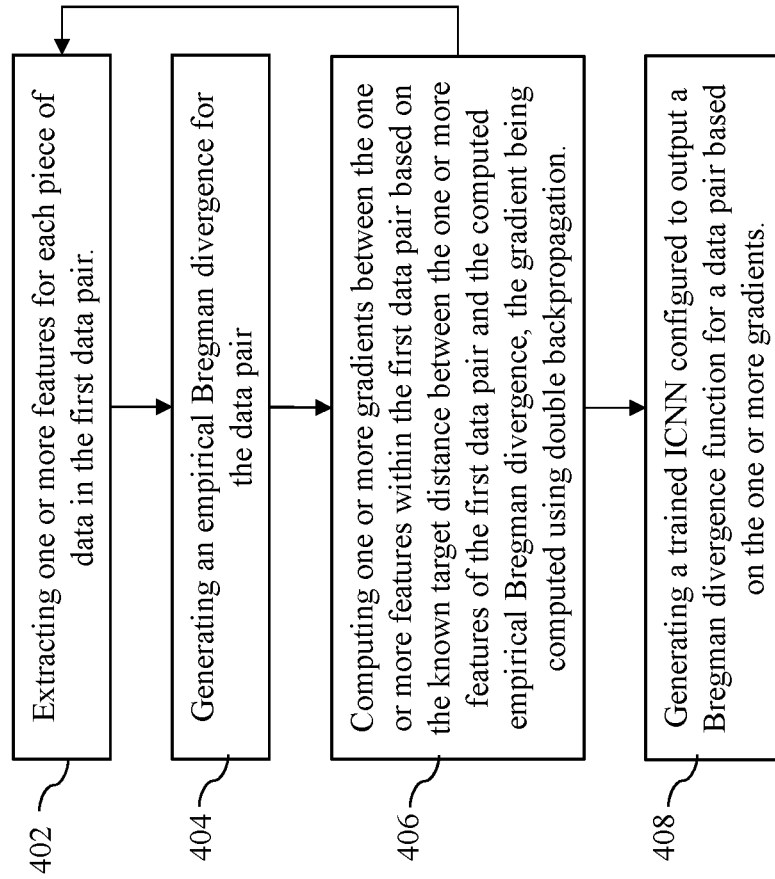 402
Extracting one or more features for each piece of
data in the first data pair.
404
Generating an empirical Bregman divergence for
the data pair
406
Computing one or more gradients between the one
or more features within the first data pair based on
the known target distance between the one or more
features of the first data pair and the computed
empirical Bregman divergence, the gradient being
computed using double backpropagation.
408
Generating a trained ICNN configured to output a
Bregman divergence function for a data pair based
on the one or more gradients.